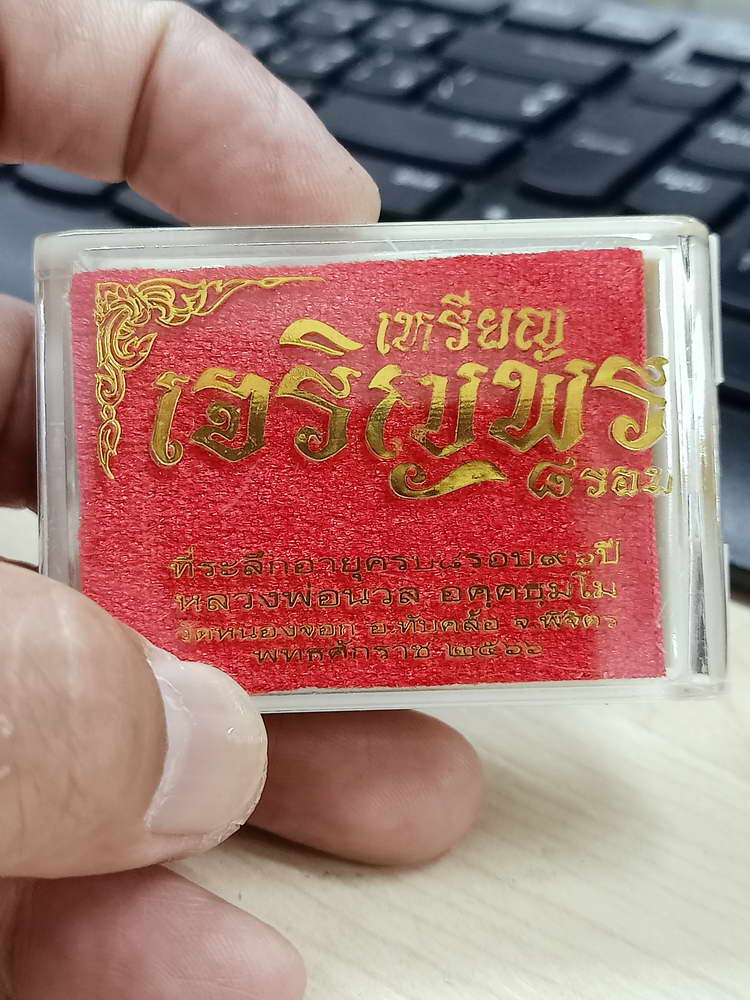 เหรียญ
เจริญพร
๘ รอบ
ที่ระลึกอายุครบ ๘ รอบ ๙๖ ปี
หลวงพ่อนวล อคฺคธมฺโม
วัดหนองจอก อ.ทับคล้อ จ.พิจิตร
พุทธศักราช ๒๕๖๖